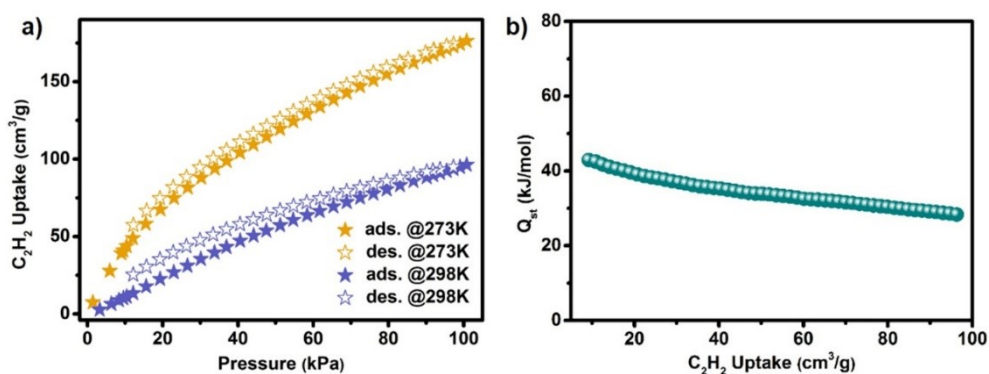 a)
C₂H₂ Uptake (cm³/g)
150
100
50
0
ads. @273K
des. @273K
ads. @298K
des. @298K
0 20 40 60 80 100
Pressure (kPa)
b)
Qst (kJ/mol)
80
60
40
20
0
20 40 60 80 100
C₂H₂ Uptake (cm³/g)